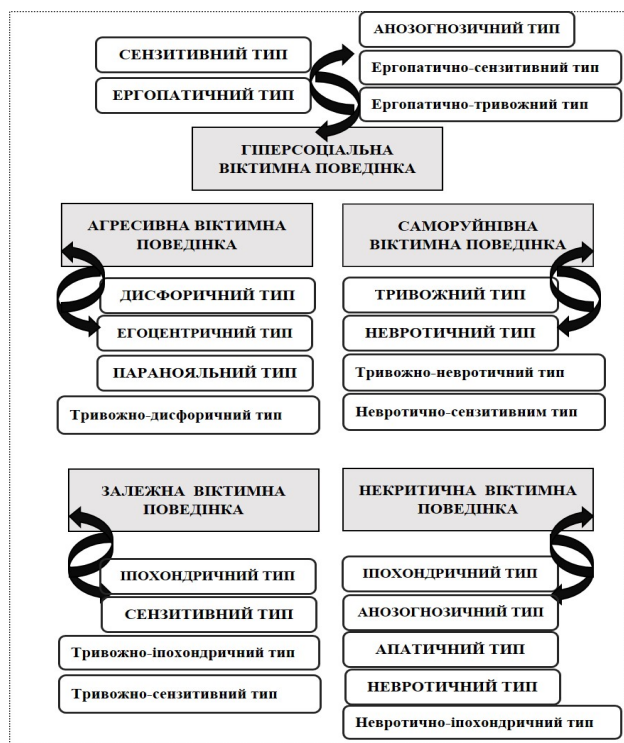 СЕНЗИТИВНИЙ ТИП
ЕРГОПАТИЧНИЙ ТИП
АНОЗОГНОЗИЧНИЙ ТИП
Ергопатично-сензитивний тип
Ергопатично-тривожний тип
ГІПЕРСОЦІАЛЬНА
ВІКТИМНА ПОВЕДІНКА
АГРЕСИВНА ВІКТИМНА
ПОВЕДІНКА
ДИСФОРИЧНИЙ ТИП
ЕГОЦЕНТРИЧНИЙ ТИП
ПАРАНОЯЛЬНИЙ ТИП
Тривожно-дисфоричний тип
САМОРУЙНІВНА
ВІКТИМНА ПОВЕДІНКА
ТРИВОЖНИЙ ТИП
НЕВРОТИЧНИЙ ТИП
Тривожно-невротичний тип
Невротично-сензитивним тип
ЗАЛЕЖНА ВІКТИМНА
ПОВЕДІНКА
ІПОХОНДРИЧНИЙ ТИП
СЕНЗИТИВНИЙ ТИП
Тривожно-іпохондричний тип
Тривожно-сензитивний тип
НЕКРИТИЧНА ВІКТИМНА
ПОВЕДІНКА
ІПОХОНДРИЧНИЙ ТИП
АНОЗОГНОЗИЧНИЙ ТИП
АПАТИЧНИЙ ТИП
НЕВРОТИЧНИЙ ТИП
Невротично-іпохондричний тип